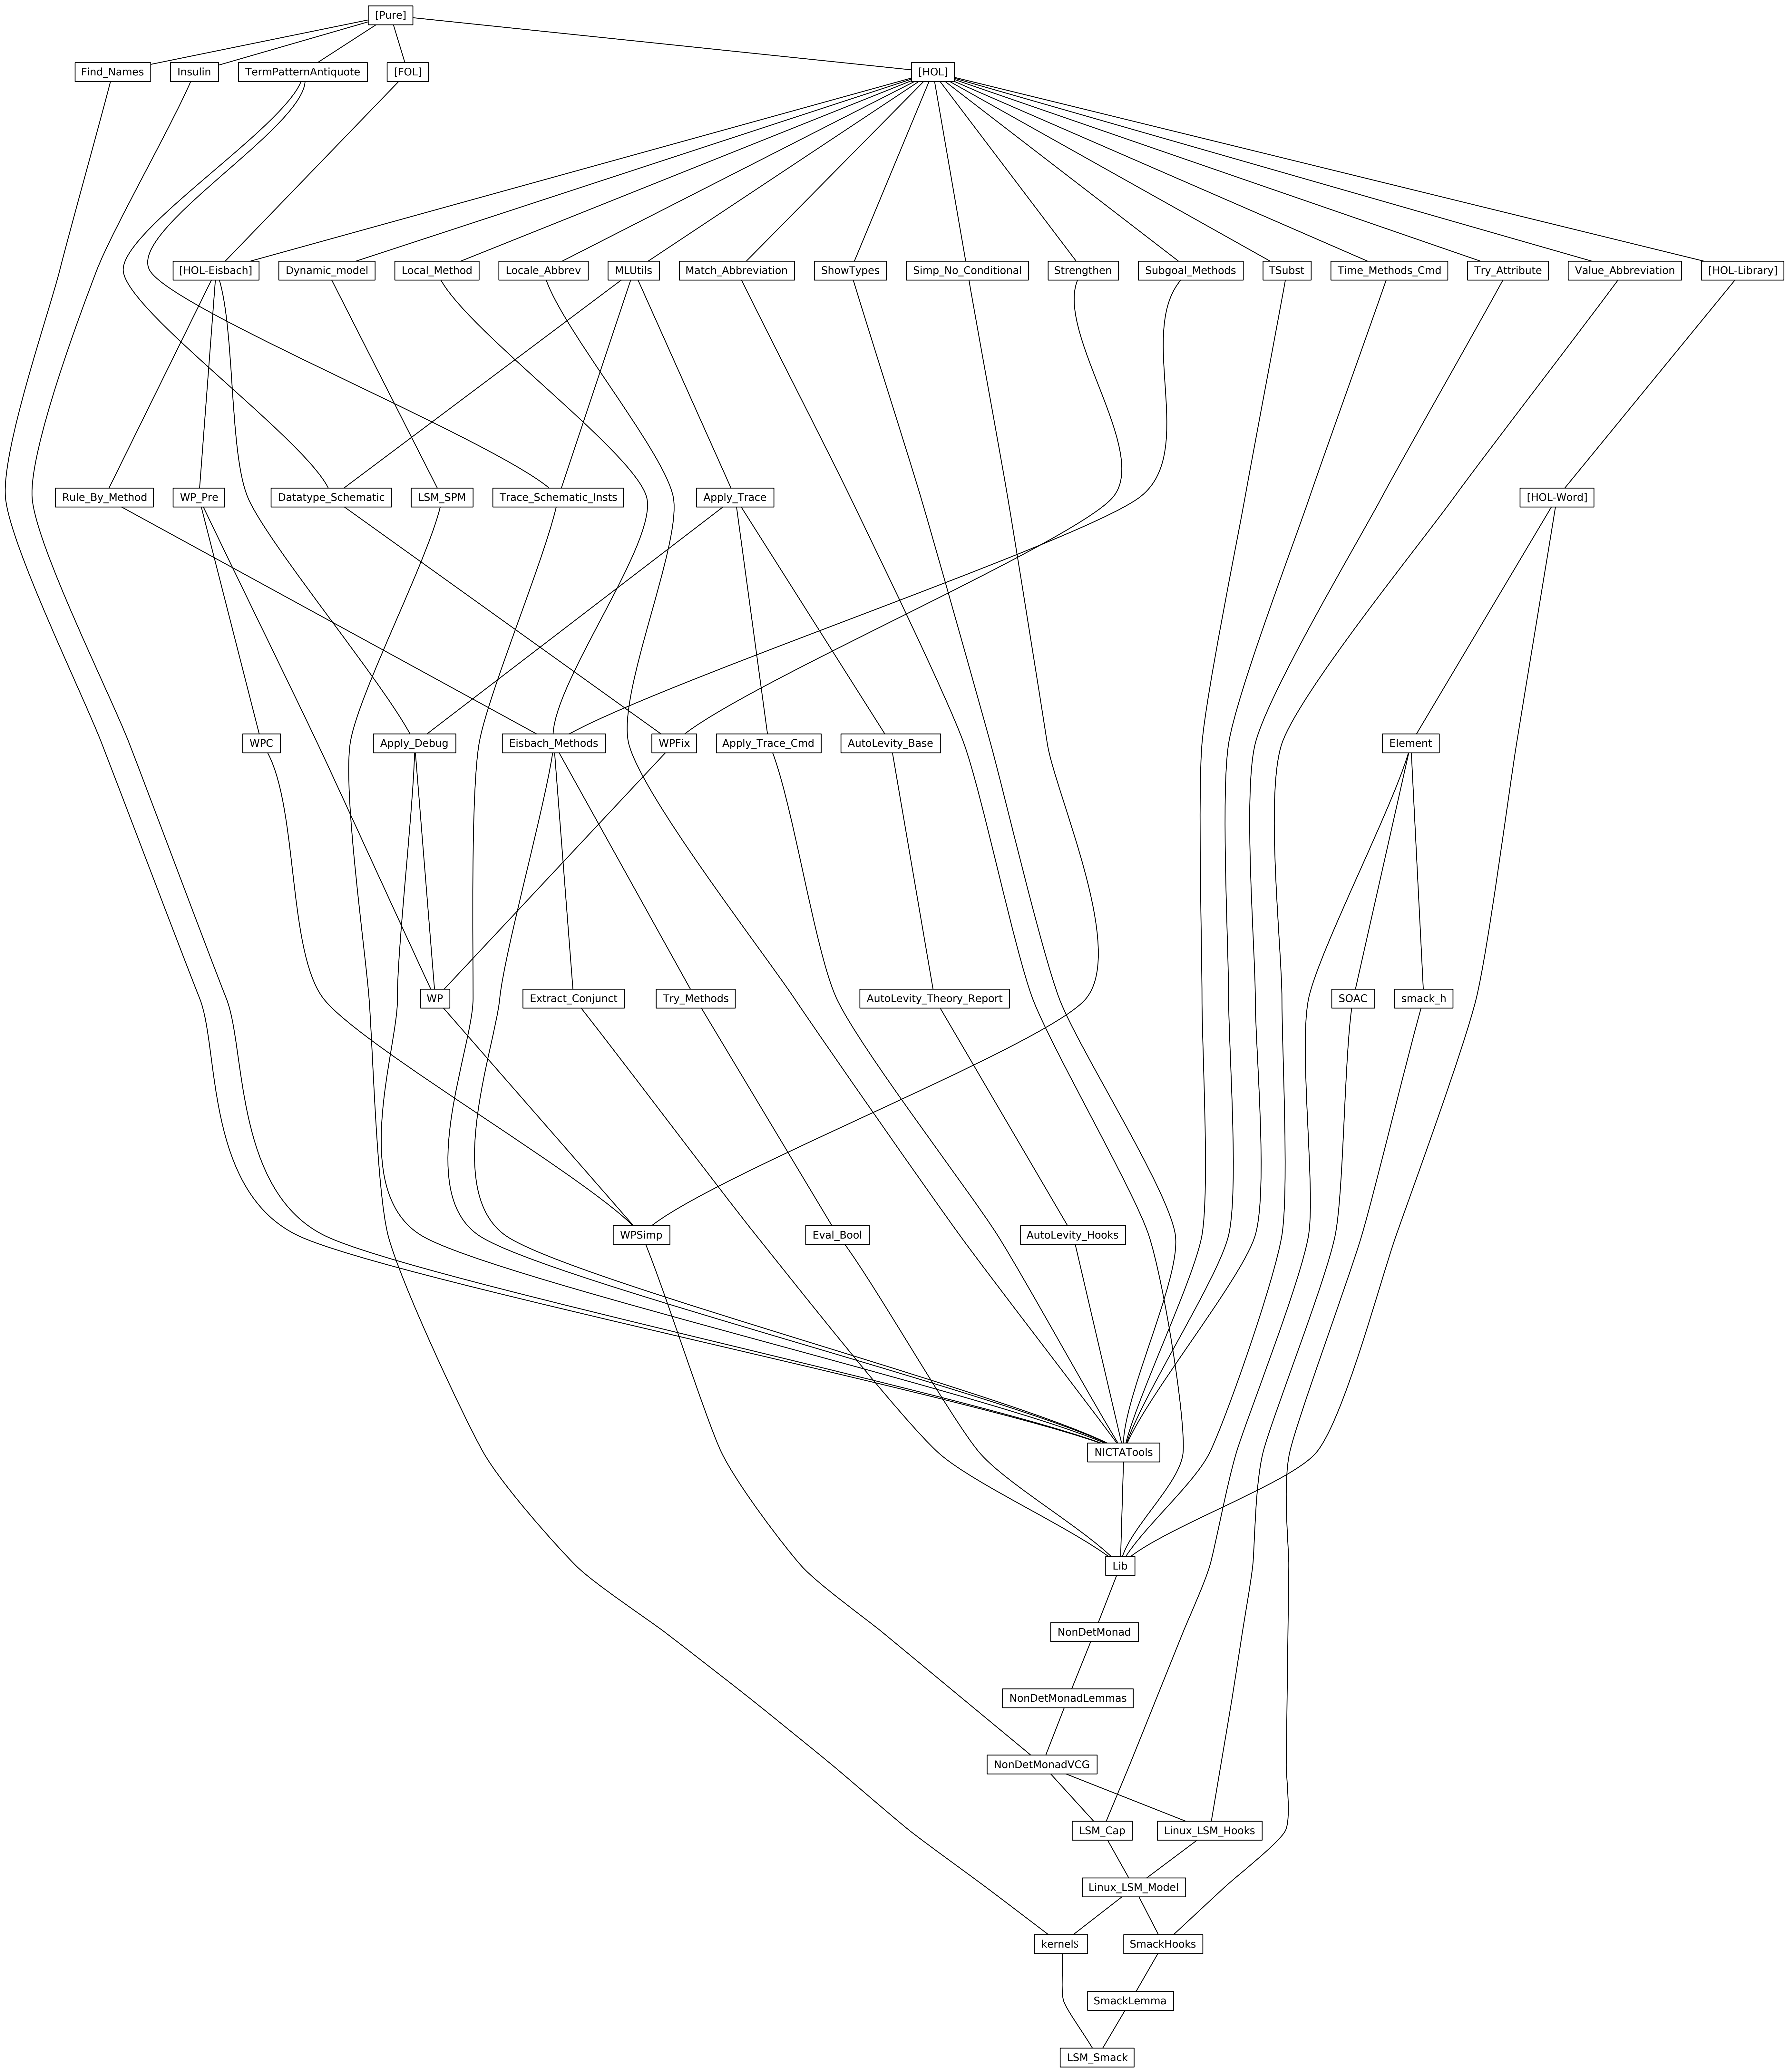 [Pure]
Find_Names
Insulin
TermPatternAntiquote
[FOL]
[HOL]
[HOL-Eisbach]
Dynamic_model
Local_Method
Locale_Abbrev
MLUtils
Match_Abbreviation
ShowTypes
Simp_No_Conditional
Strengthen
Subgoal_Methods
TSubst
Time_Methods_Cmd
Try_Attribute
Value_Abbreviation
[HOL-Library]
Rule_By_Method
WP_Pre
Datatype_Schematic
LSM_SPM
Trace_Schematic_Insts
Apply_Trace
[HOL-Word]
WPC
Apply_Debug
Eisbach_Methods
WPFix
Apply_Trace_Cmd
AutoLevity_Base
Element
WP
Extract_Conjunct
Try_Methods
AutoLevity_Theory_Report
SOAC
smack_h
WPSimp
Eval_Bool
AutoLevity_Hooks
NICTATools
Lib
NonDetMonad
NonDetMonadLemmas
NonDetMonadVCG
LSM_Cap
Linux_LSM_Hooks
Linux_LSM_Model
kernelS
SmackHooks
SmackLemma
LSM_Smack